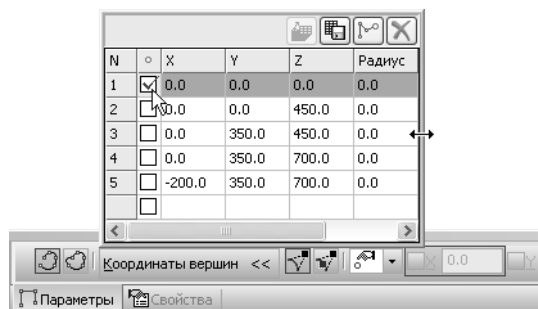 N X Y Z Радиус
1 0.0 0.0 0.0 0.0
2 0.0 0.0 450.0 0.0
3 0.0 350.0 450.0 0.0
4 0.0 350.0 700.0 0.0
5 -200.0 350.0 700.0 0.0
Координаты вершин << X 0.0 Y
Параметры Свойства